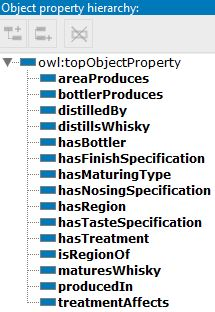 Object property hierarchy:
owl:topObjectProperty
areaProduces
bottlerProduces
distilledBy
distillsWhisky
hasBottler
hasFinishSpecification
hasMaturingType
hasNosingSpecification
hasRegion
hasTasteSpecification
hasTreatment
isRegionOf
maturesWhisky
producedIn
treatmentAffects